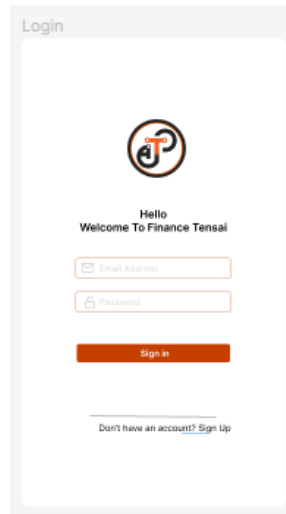 Login
Hello
Welcome To Finance Tensai
Email Address
Password
Sign in
Don't have an account? Sign Up